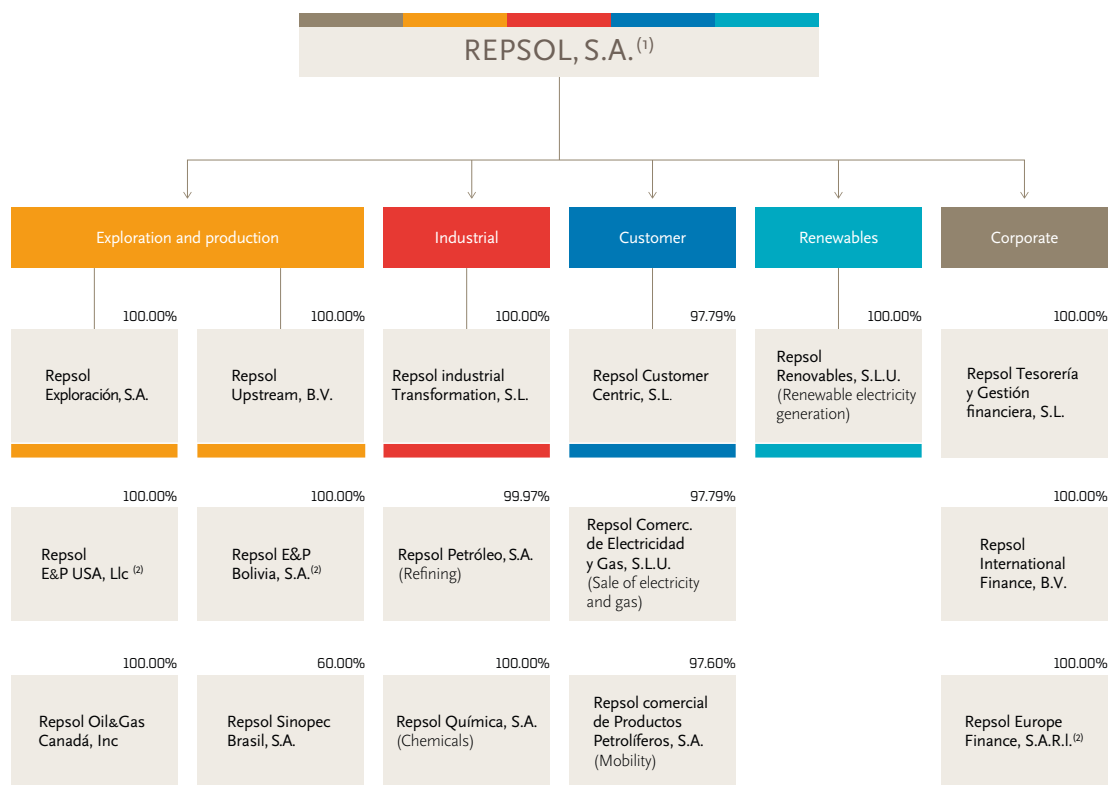 REPSOL, S.A.(1)
Exploration and production
Industrial
Customer
Renewables
Corporate
100.00%
100.00%
100.00%
97.79%
100.00%
100.00%
Repsol
Exploración, S.A.
Repsol
Upstream, B.V.
Repsol industrial
Transformation, S.L.
Repsol Customer
Centric, S.L.
Repsol
Renovables, S.L.U.
(Renewable electricity
generation)
Repsol Tesorería
y Gestión
financiera, S.L.
100.00%
100.00%
99.97%
97.79%
100.00%
Repsol
E&P USA, Llc (2)
Repsol E&P
Bolivia, S.A.(2)
Repsol Petróleo, S.A.
(Refining)
Repsol Comerc.
de Electricidad
y Gas, S.L.U.
(Sale of electricity
and gas)
Repsol
International
Finance, B.V.
100.00%
60.00%
100.00%
97.60%
100.00%
Repsol Oil&Gas
Canadá, Inc
Repsol Sinopec
Brasil, S.A.
Repsol Química, S.A.
(Chemicals)
Repsol comercial
de Productos
Petrolíferos, S.A.
(Mobility)
Repsol Europe
Finance, S.A.R.l.(2)